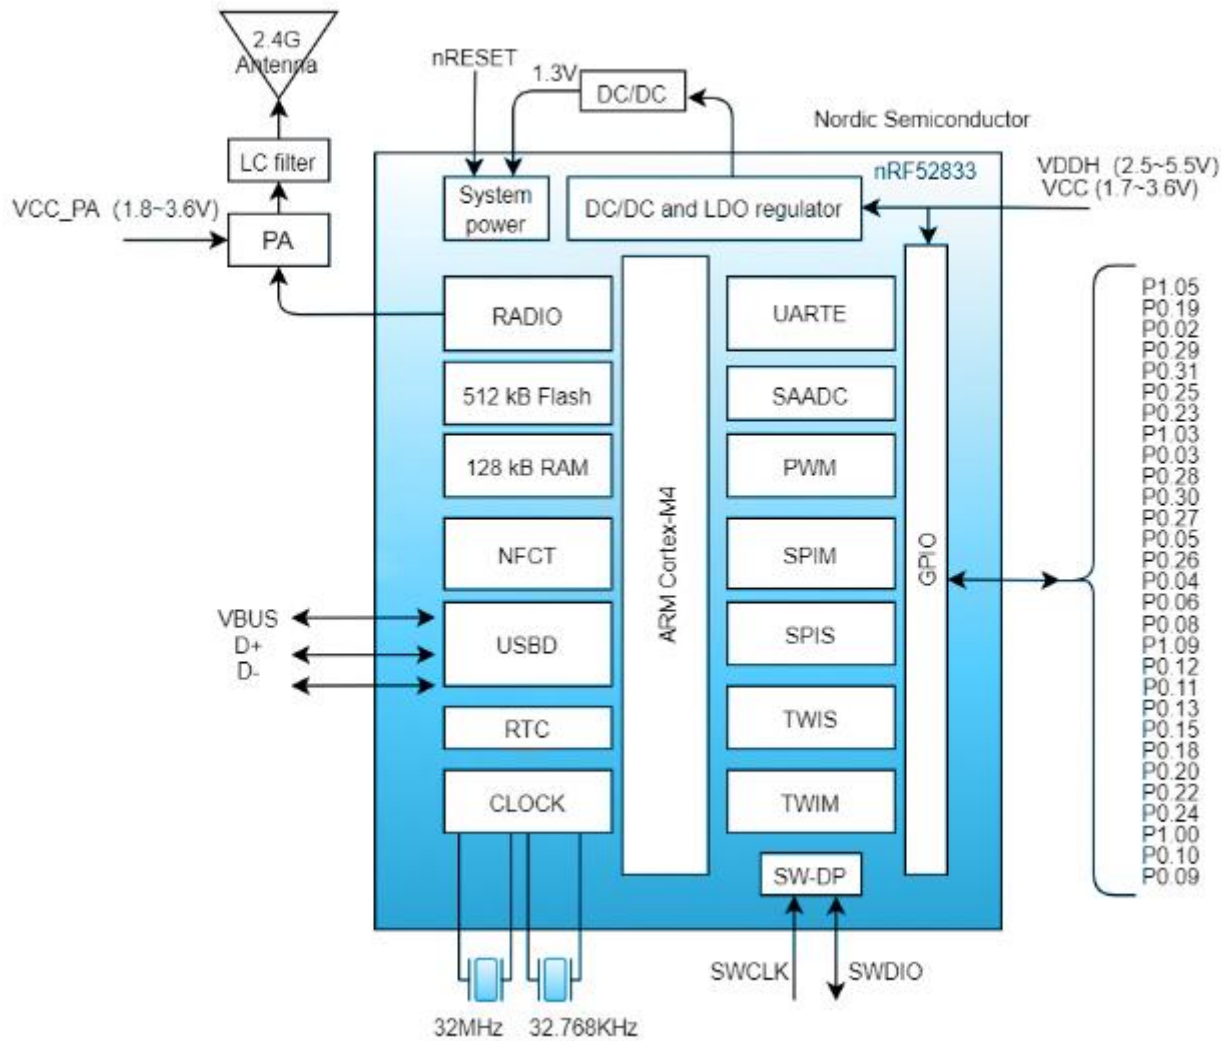 2.4G
Antenna
nRESET
1.3V
DC/DC
Nordic Semiconductor
LC filter
nRF52833
VDDH (2.5~5.5V)
VCC (1.7~3.6V)
VCC_PA (1.8~3.6V)
PA
System
power
DC/DC and LDO regulator
RADIO
512 kB Flash
128 kB RAM
NFCT
VBUS
D+
D-
USBD
RTC
CLOCK
ARM Cortex-M4
UARTE
SAADC
PWM
SPIM
SPIS
TWIS
TWIM
SW-DP
GPIO
P1.05
P0.19
P0.02
P0.29
P0.31
P0.25
P0.23
P1.03
P0.03
P0.28
P0.30
P0.27
P0.05
P0.26
P0.04
P0.06
P0.08
P1.09
P0.12
P0.11
P0.13
P0.15
P0.18
P0.20
P0.22
P0.24
P1.00
P0.10
P0.09
SWCLK
SWDIO
32MHz
32.768KHz